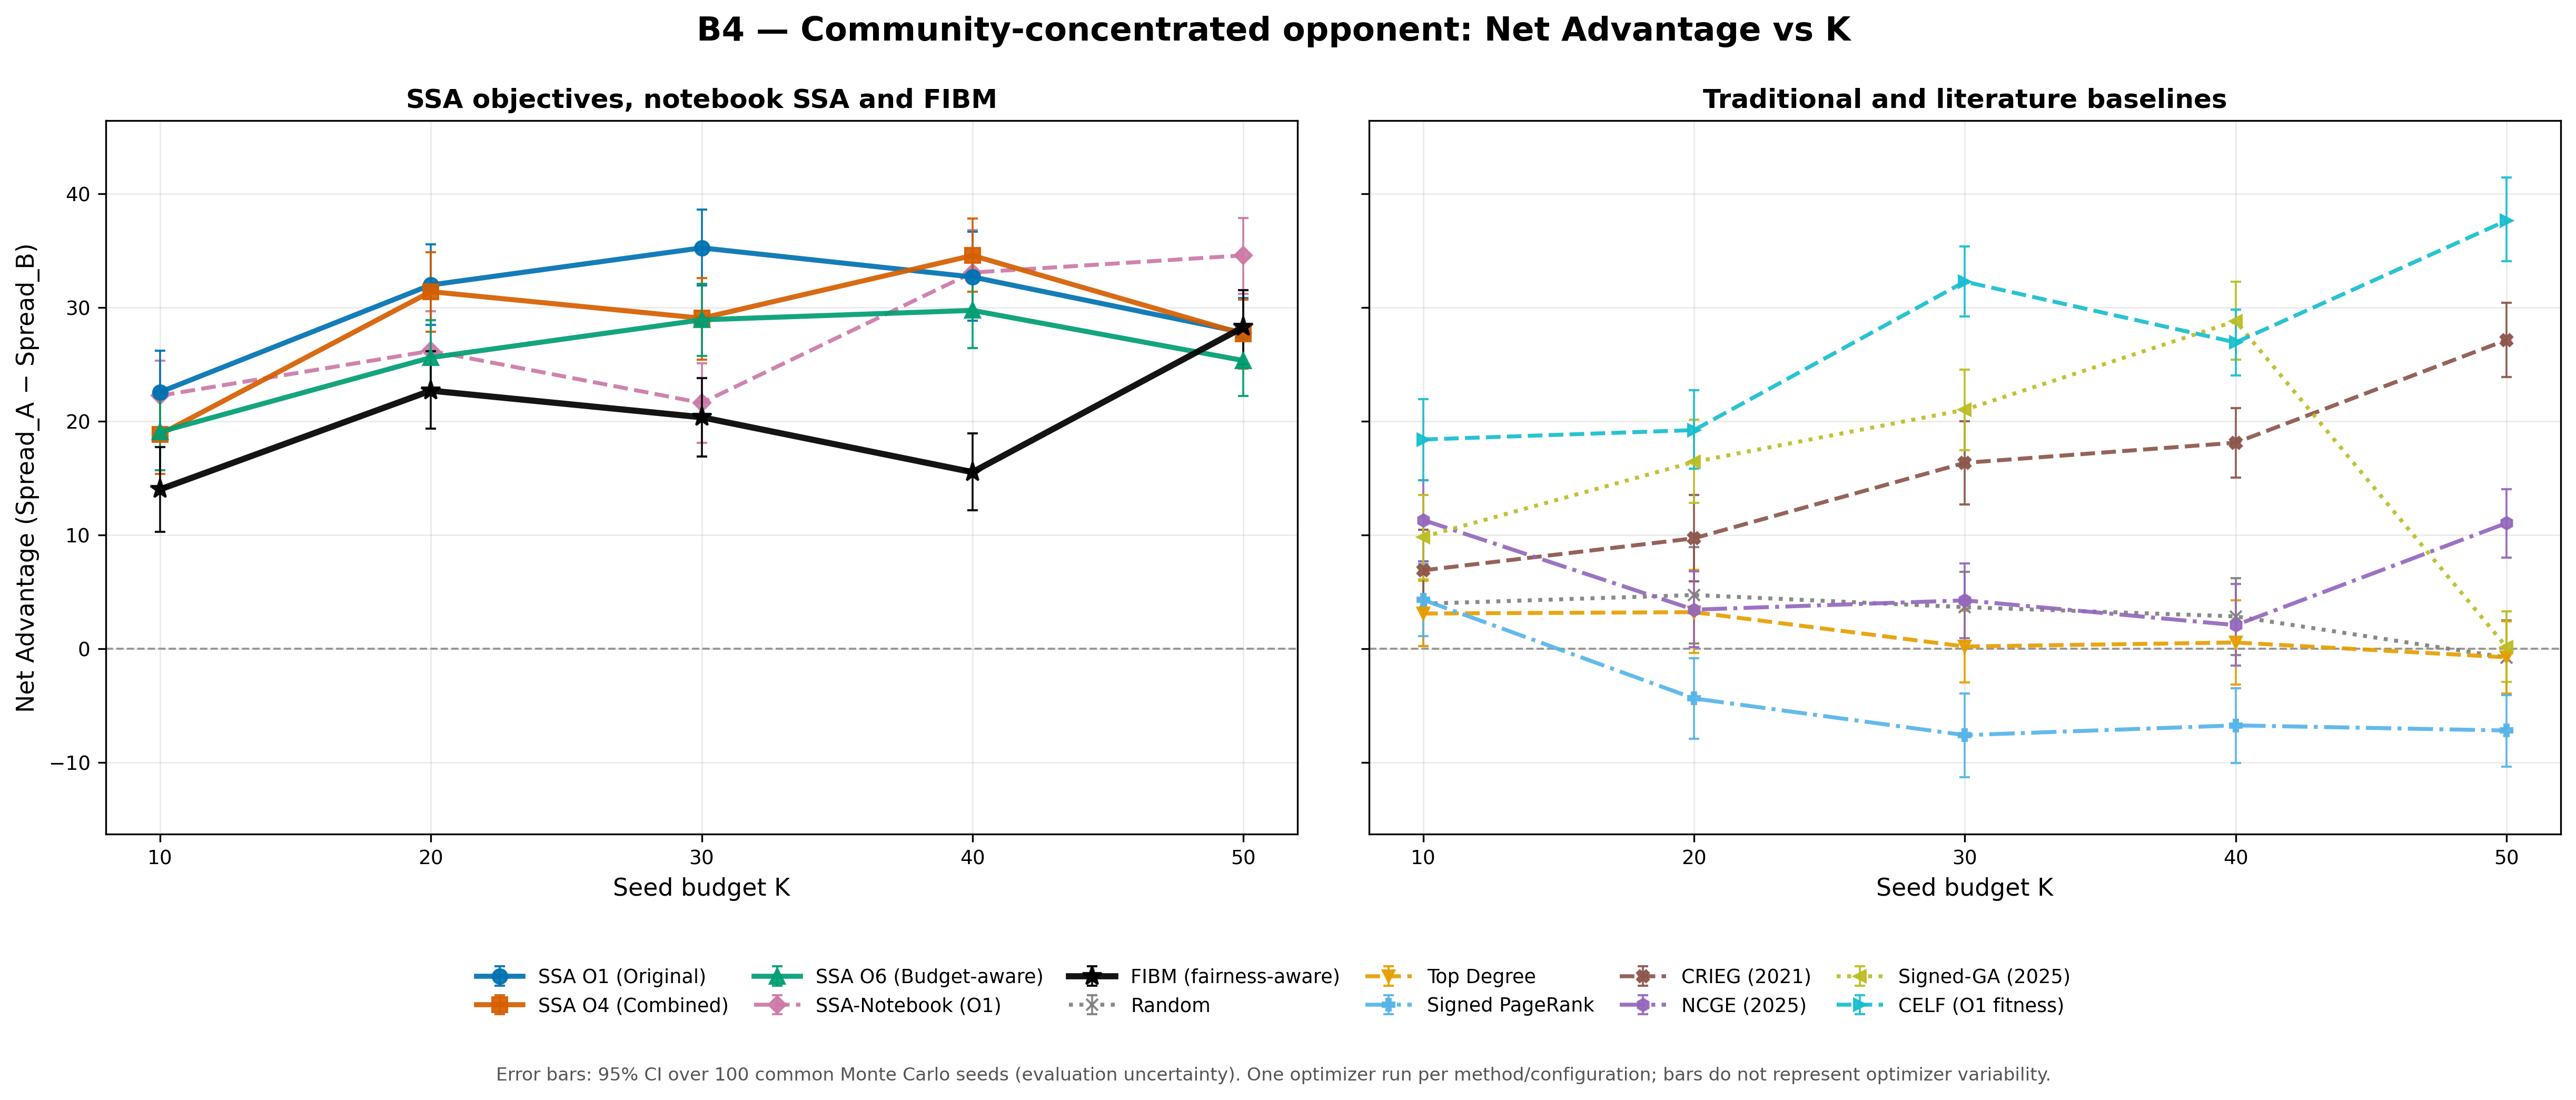 B4 — Community-concentrated opponent: Net Advantage vs K
SSA objectives, notebook SSA and FIBM
Net Advantage (Spread_A − Spread_B)
40
30
20
10
0
−10
10
20
30
40
50
Seed budget K
Traditional and literature baselines
10
20
30
40
50
Seed budget K
SSA O1 (Original)
SSA O4 (Combined)
SSA O6 (Budget-aware)
SSA-Notebook (O1)
FIBM (fairness-aware)
Random
Top Degree
Signed PageRank
CRIEG (2021)
NCGE (2025)
Signed-GA (2025)
CELF (O1 fitness)
Error bars: 95% CI over 100 common Monte Carlo seeds (evaluation uncertainty). One optimizer run per method/configuration; bars do not represent optimizer variability.